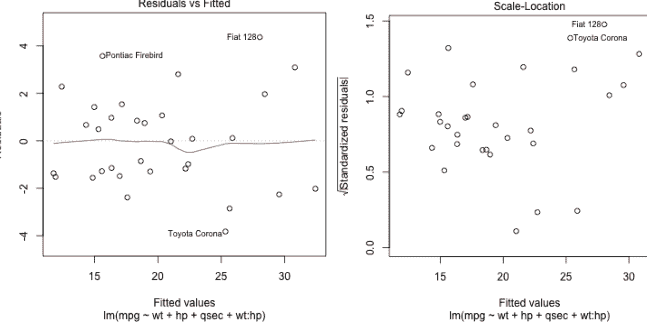 Residuals vs Fitted
Fiat 128
Pontiac Firebird
Toyota Corona
4
2
0
-2
-4
15 20 25 30
Fitted values
lm(mpg ~ wt + hp + qsec + wt:hp)
Scale-Location
Fiat 128
Toyota Corona
√|Standardized residuals|
1.5
1.0
0.5
0.0
15 20 25 30
Fitted values
lm(mpg ~ wt + hp + qsec + wt:hp)